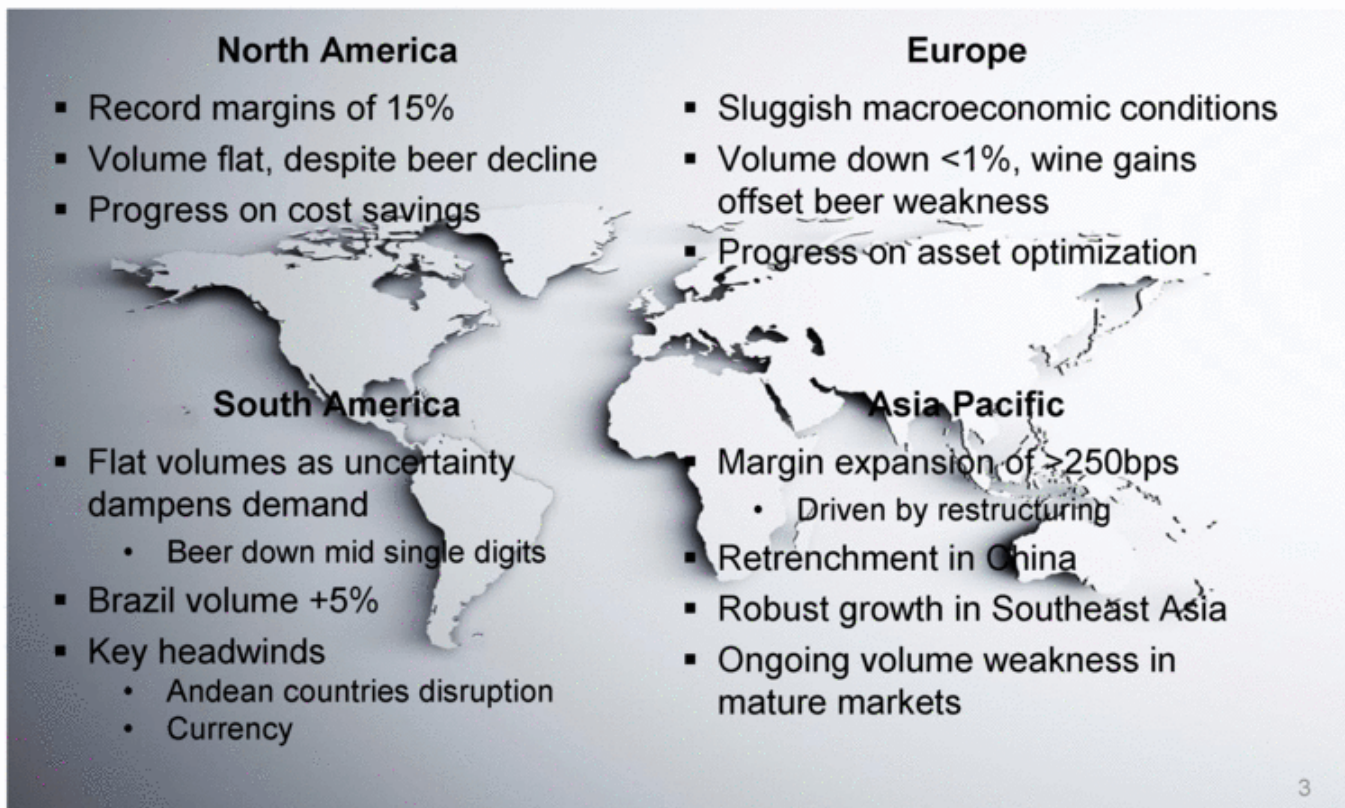 North America
▪ Record margins of 15%
▪ Volume flat, despite beer decline
▪ Progress on cost savings
Europe
▪ Sluggish macroeconomic conditions
▪ Volume down <1%, wine gains
offset beer weakness
▪ Progress on asset optimization
South America
▪ Flat volumes as uncertainty
dampens demand
• Beer down mid single digits
▪ Brazil volume +5%
▪ Key headwinds
• Andean countries disruption
• Currency
Asia Pacific
▪ Margin expansion of >250bps
• Driven by restructuring
▪ Retrenchment in China
▪ Robust growth in Southeast Asia
▪ Ongoing volume weakness in
mature markets
3